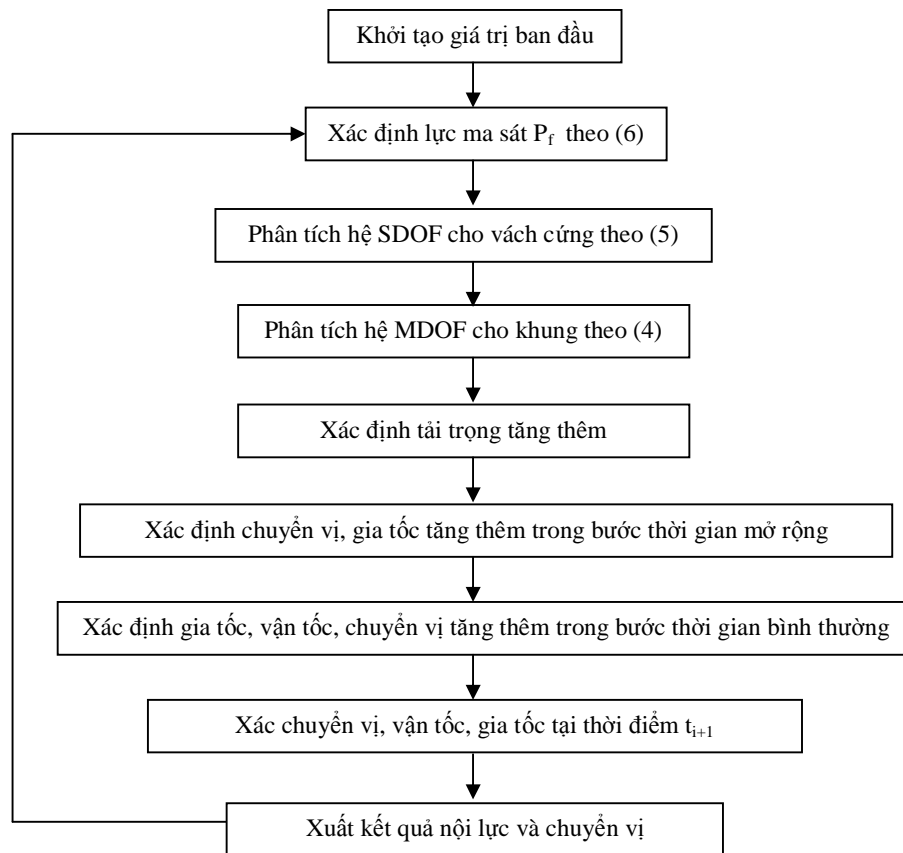 Khởi tạo giá trị ban đầu
Xác định lực ma sát P_f theo (6)
Phân tích hệ SDOF cho vách cứng theo (5)
Phân tích hệ MDOF cho khung theo (4)
Xác định tải trọng tăng thêm
Xác định chuyển vị, gia tốc tăng thêm trong bước thời gian mở rộng
Xác định gia tốc, vận tốc, chuyển vị tăng thêm trong bước thời gian bình thường
Xác chuyển vị, vận tốc, gia tốc tại thời điểm t_{i+1}
Xuất kết quả nội lực và chuyển vị